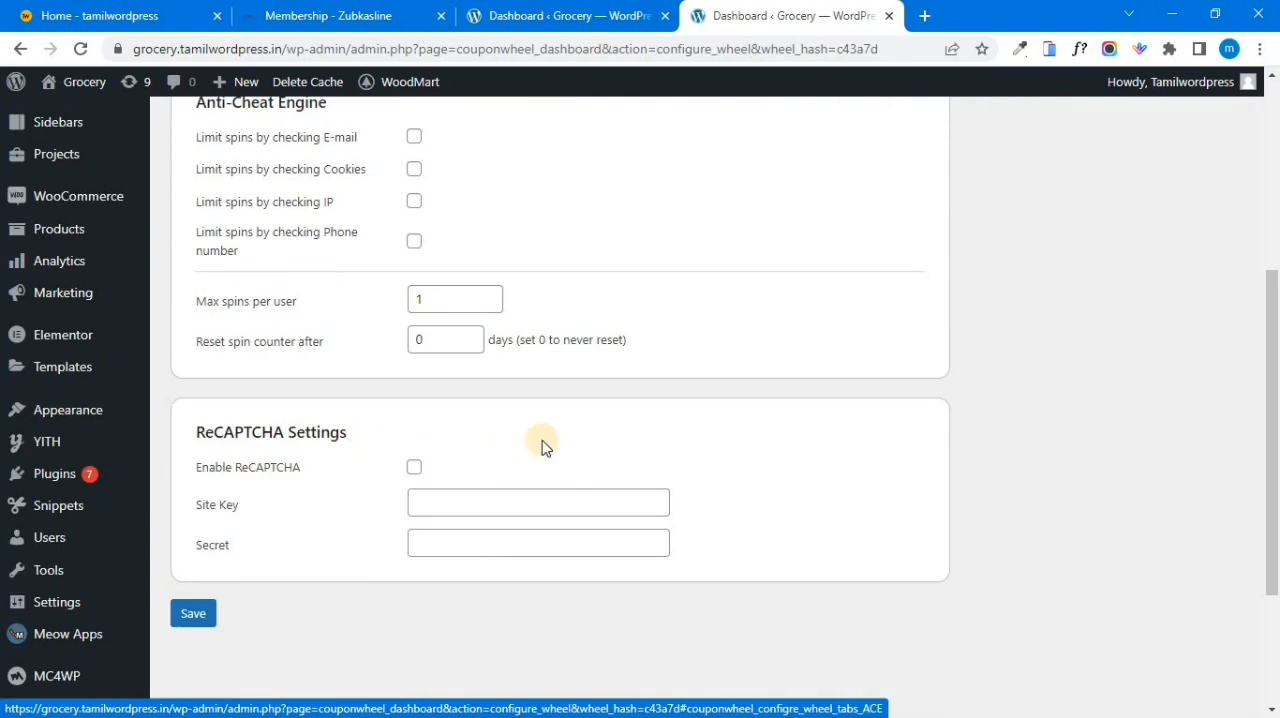 Home - tamilwordpress
Membership - Zubkasline
Dashboard ‹ Grocery — WordPre
Dashboard ‹ Grocery — WordPre
grocery.tamilwordpress.in/wp-admin/admin.php?page=couponwheel_dashboard&action=configure_wheel&wheel_hash=c43a7d
f?
m
Grocery
9
0
New
Delete Cache
WoodMart
Howdy, Tamilwordpress
Sidebars
Projects
WooCommerce
Products
Analytics
Marketing
Elementor
Templates
Appearance
YITH
Plugins 7
Snippets
Users
Tools
Settings
Meow Apps
MC4WP
Anti-Cheat Engine
Limit spins by checking E-mail
Limit spins by checking Cookies
Limit spins by checking IP
Limit spins by checking Phone
number
Max spins per user 1
Reset spin counter after 0 days (set 0 to never reset)
ReCAPTCHA Settings
Enable ReCAPTCHA
Site Key
Secret
Save
https://grocery.tamilwordpress.in/wp-admin/admin.php?page=couponwheel_dashboard&action=configure_wheel&wheel_hash=c43a7d#couponwheel_configre_wheel_tabs_ACE